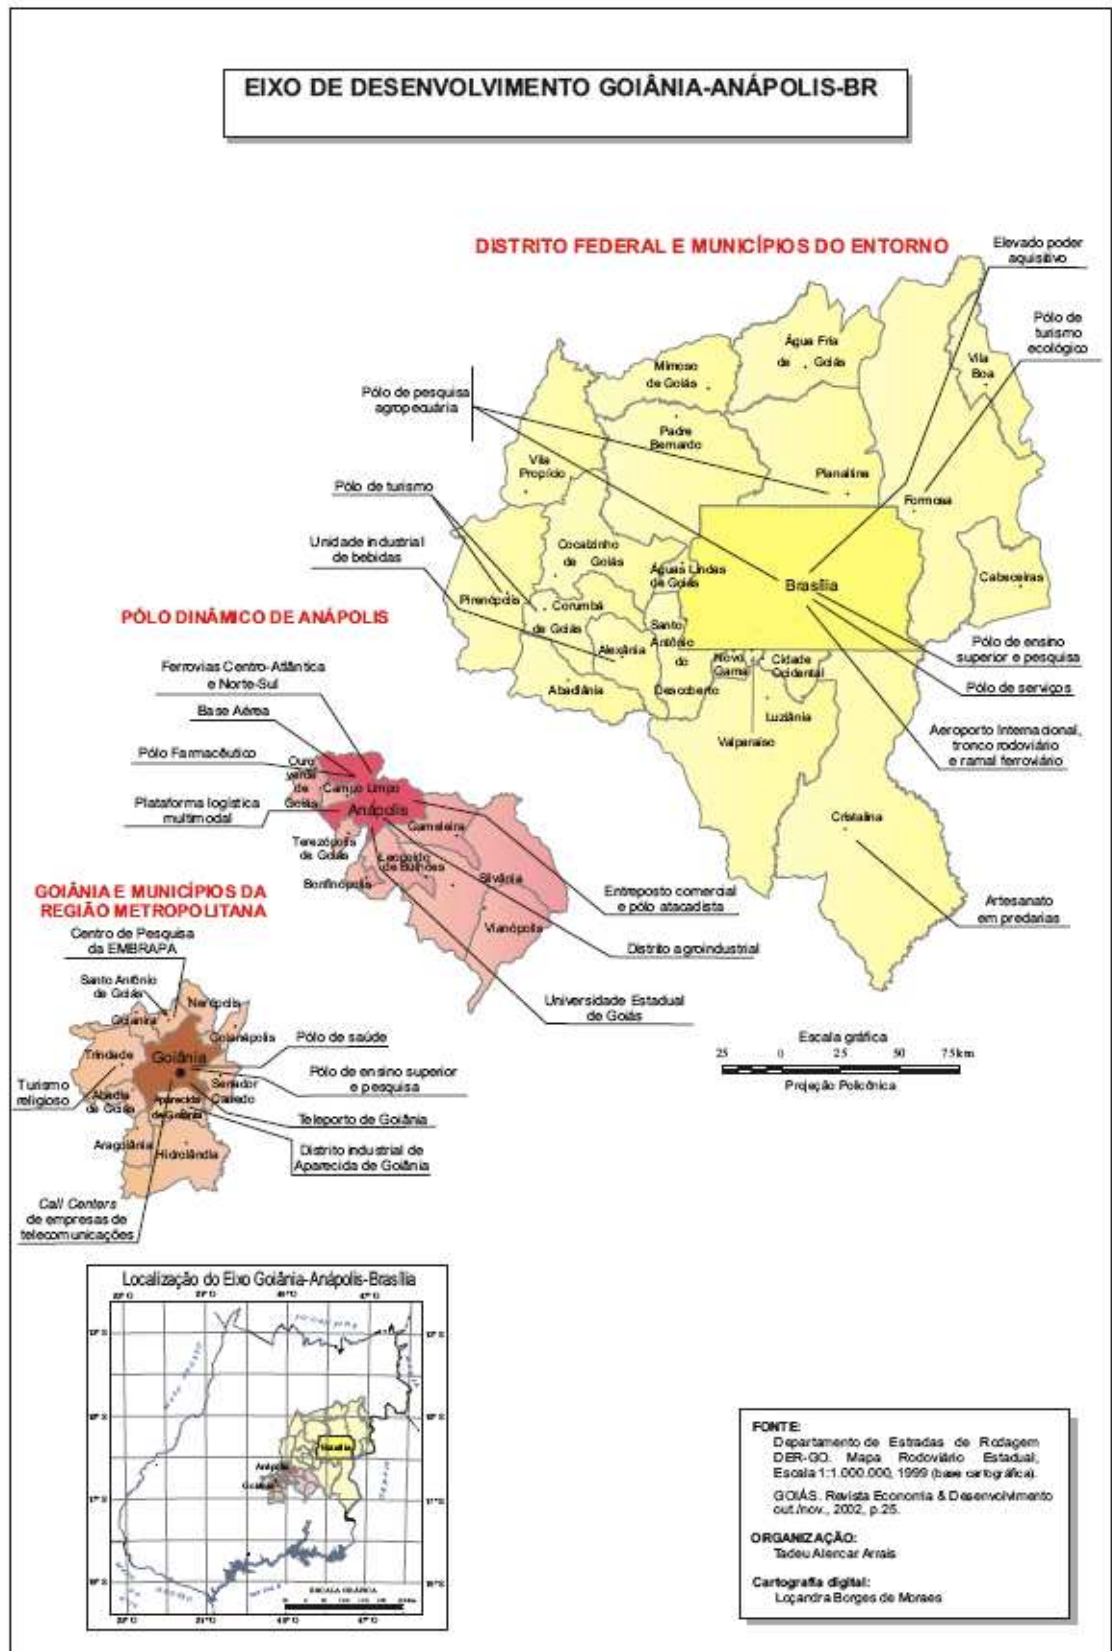 EIXO DE DESENVOLVIMENTO GOIÂNIA-ANÁPOLIS-BR
DISTRITO FEDERAL E MUNICÍPIOS DO ENTORNO
Elevado poder
aquisitivo
Pólo de
turismo
ecológico
Água Fria
de Goiás
Vila
Boa
Mimoso
de Goiás
Pólo de pesquisa
agropecuária
Padre
Bernardo
Planaltina
Vila
Propício
Formosa
Pólo de turismo
Unidade industrial
de bebidas
Cocalzinho
de Goiás
Águas Lindas
de Goiás
Brasília
Cabeceiras
Pirenópolis
Corumbá
de Goiás
Santo
Antônio
do
Descoberto
Alexânia
Abadiânia
Novo
Gama
Cidade
Ocidental
Luziânia
Valparaíso
Pólo de ensino
superior e pesquisa
Pólo de serviços
Aeroporto Internacional,
tronco rodoviário
e ramal ferroviário
Cristalina
Artesanato
em predarias
PÓLO DINÂMICO DE ANÁPOLIS
Ferrovias Centro-Atlântica
e Norte-Sul
Base Aérea
Pólo Farmacêutico
Plataforma logística
multimodal
Ouro
verde
de
Goiás
Campo Limpo
Anápolis
Gameleira
Terezópolis
de Goiás
Leopoldo
de Bulhões
Bonfinópolis
Silvânia
Vianópolis
Entreposto comercial
e pólo atacadista
Distrito agroindustrial
Universidade Estadual
de Goiás
GOIÂNIA E MUNICÍPIOS DA
REGIÃO METROPOLITANA
Centro de Pesquisa
da EMBRAPA
Santo Antônio
de Goiás
Nerópolis
Goianira
Goianápolis
Trindade
Goiânia
Pólo de saúde
Pólo de ensino superior
e pesquisa
Turismo
religioso
Abadia
de Goiás
Aparecida
de Goiânia
Senador
Canedo
Teleporto de Goiânia
Aragoiânia
Hidrolândia
Distrito industrial de
Aparecida de Goiânia
Call Centers
de empresas de
telecomunicações
Escala gráfica
25 0 25 50 75 km
Projeção Policônica
Localização do Eixo Goiânia-Anápolis-Brasília
Brasília
Anápolis
Goiânia
ESCALA GRÁFICA
FONTE:
Departamento de Estradas de Rodagem
DER-GO. Mapa Rodoviário Estadual,
Escala 1:1.000.000, 1999 (base cartográfica).
GOIÁS. Revista Economia & Desenvolvimento
out./nov., 2002, p.25.
ORGANIZAÇÃO:
Tadeu Alencar Arrais
Cartografia digital:
Loçandra Borges de Moraes